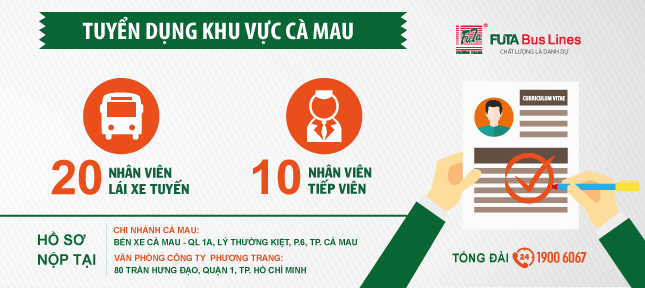 TUYỂN DỤNG KHU VỰC CÀ MAU
FUTA
PHƯƠNG TRANG
®
FUTA Bus Lines
CHẤT LƯỢNG LÀ DANH DỰ
20 NHÂN VIÊN
LÁI XE TUYẾN
10 NHÂN VIÊN
TIẾP VIÊN
CURRICULUM VITAE
HỒ SƠ
NỘP TẠI
CHI NHÁNH CÀ MAU:
BẾN XE CÀ MAU - QL 1A, LÝ THƯỜNG KIỆT, P.6, TP. CÀ MAU
VĂN PHÒNG CÔNG TY PHƯƠNG TRANG:
80 TRẦN HƯNG ĐẠO, QUẬN 1, TP. HỒ CHÍ MINH
TỔNG ĐÀI 24 1900 6067